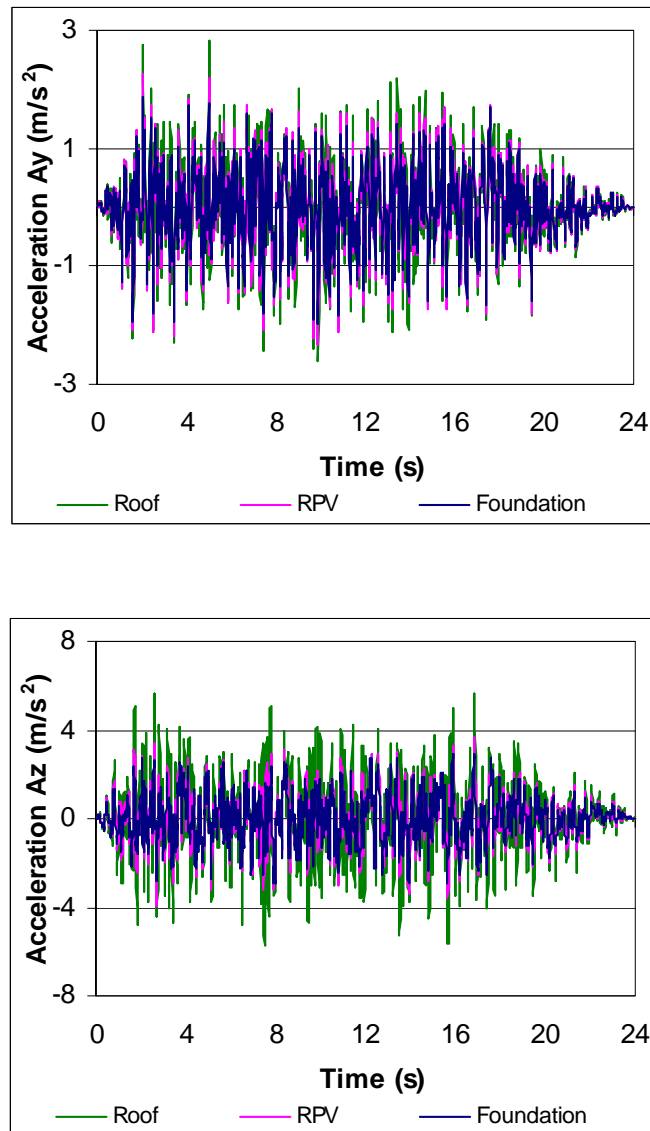 3
1
-1
-3
Acceleration Ay (m/s²)
0 4 8 12 16 20 24
Time (s)
Roof RPV Foundation
8
4
0
-4
-8
Acceleration Az (m/s²)
0 4 8 12 16 20 24
Time (s)
Roof RPV Foundation